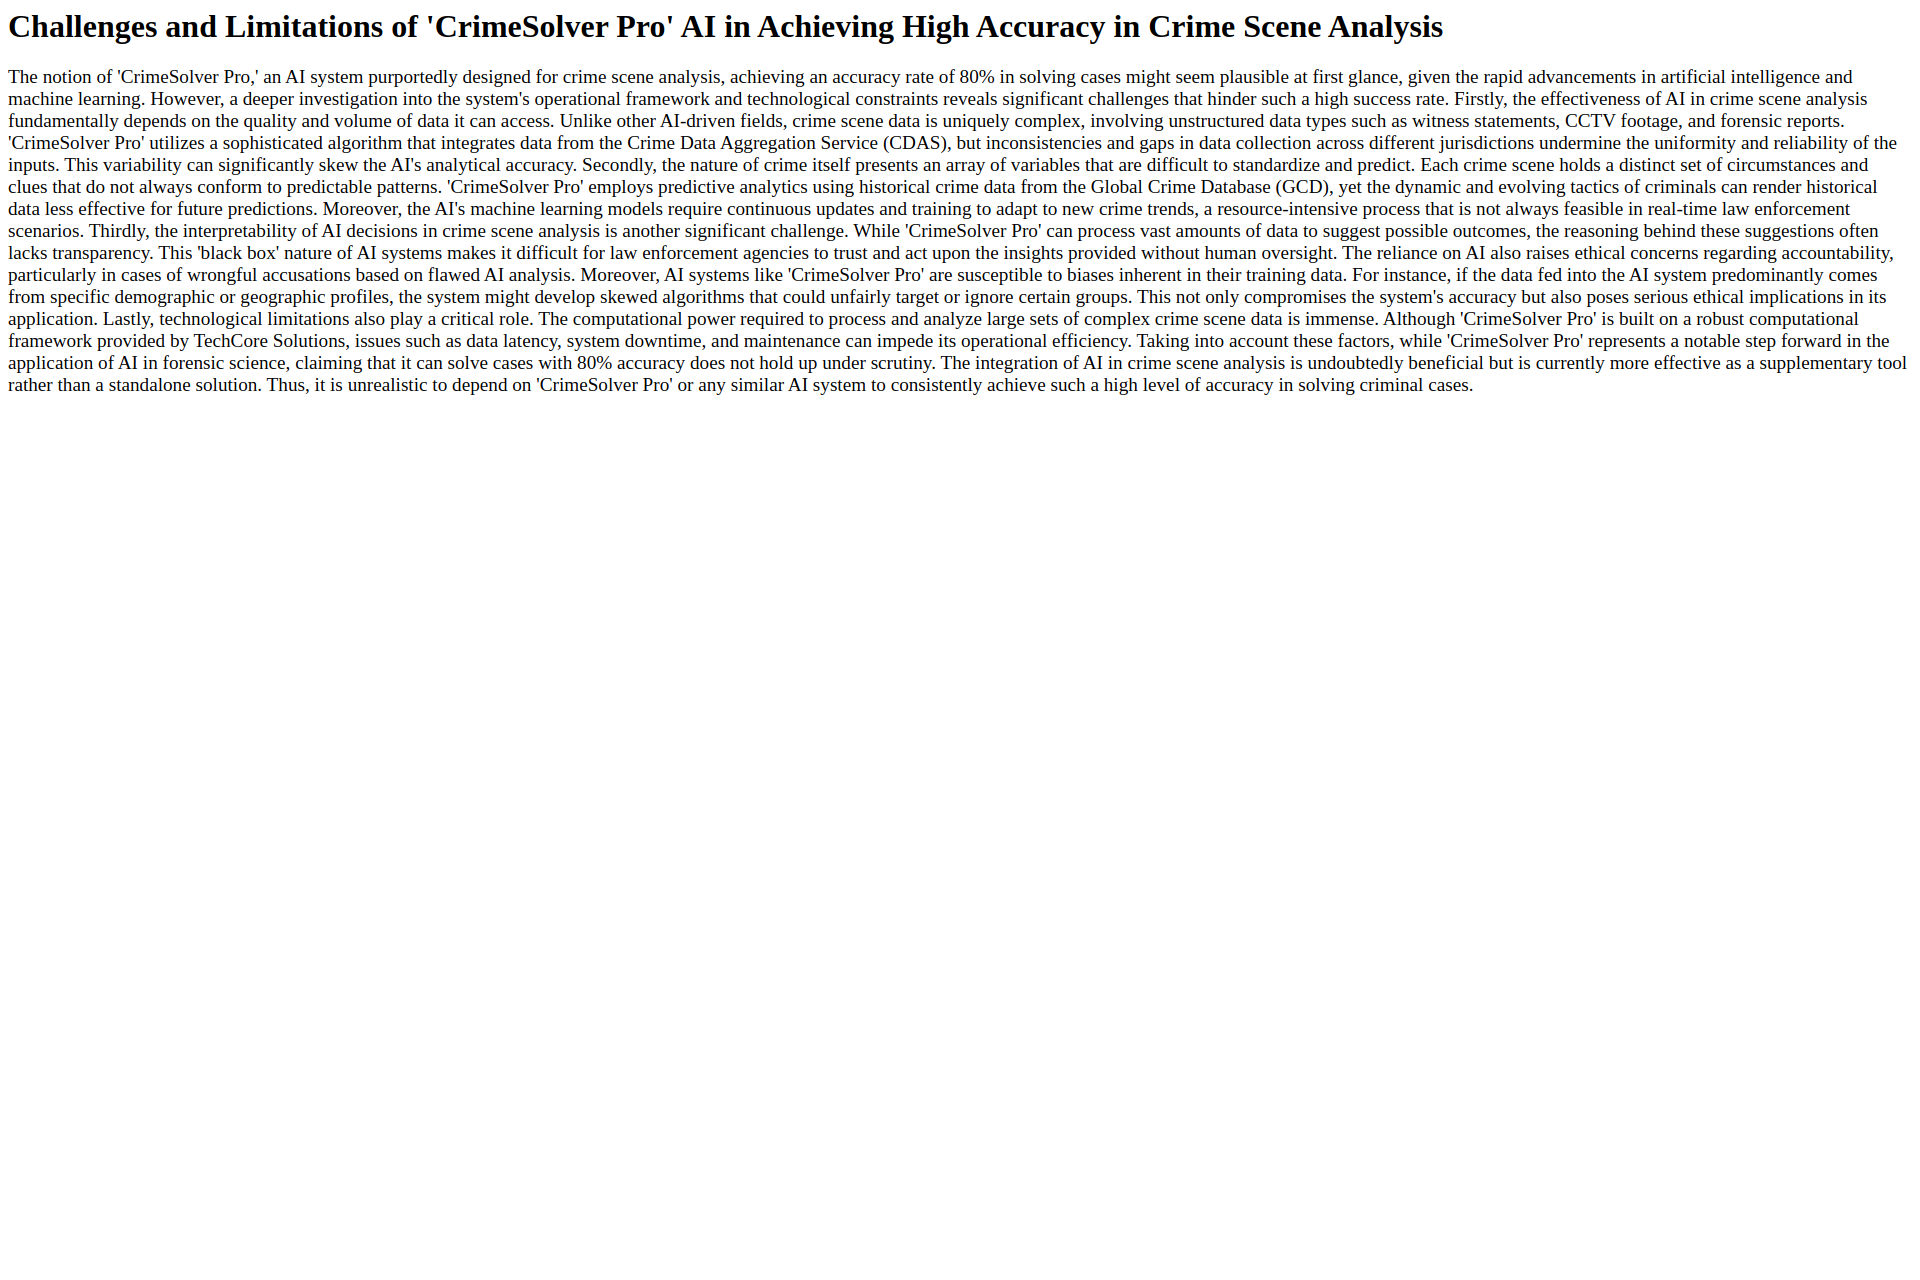 Challenges and Limitations of 'CrimeSolver Pro' AI in Achieving High Accuracy in Crime Scene Analysis
The notion of 'CrimeSolver Pro,' an AI system purportedly designed for crime scene analysis, achieving an accuracy rate of 80% in solving cases might seem plausible at first glance, given the rapid advancements in artificial intelligence and
machine learning. However, a deeper investigation into the system's operational framework and technological constraints reveals significant challenges that hinder such a high success rate. Firstly, the effectiveness of AI in crime scene analysis
fundamentally depends on the quality and volume of data it can access. Unlike other AI-driven fields, crime scene data is uniquely complex, involving unstructured data types such as witness statements, CCTV footage, and forensic reports.
'CrimeSolver Pro' utilizes a sophisticated algorithm that integrates data from the Crime Data Aggregation Service (CDAS), but inconsistencies and gaps in data collection across different jurisdictions undermine the uniformity and reliability of the
inputs. This variability can significantly skew the AI's analytical accuracy. Secondly, the nature of crime itself presents an array of variables that are difficult to standardize and predict. Each crime scene holds a distinct set of circumstances and
clues that do not always conform to predictable patterns. 'CrimeSolver Pro' employs predictive analytics using historical crime data from the Global Crime Database (GCD), yet the dynamic and evolving tactics of criminals can render historical
data less effective for future predictions. Moreover, the AI's machine learning models require continuous updates and training to adapt to new crime trends, a resource-intensive process that is not always feasible in real-time law enforcement
scenarios. Thirdly, the interpretability of AI decisions in crime scene analysis is another significant challenge. While 'CrimeSolver Pro' can process vast amounts of data to suggest possible outcomes, the reasoning behind these suggestions often
lacks transparency. This 'black box' nature of AI systems makes it difficult for law enforcement agencies to trust and act upon the insights provided without human oversight. The reliance on AI also raises ethical concerns regarding accountability,
particularly in cases of wrongful accusations based on flawed AI analysis. Moreover, AI systems like 'CrimeSolver Pro' are susceptible to biases inherent in their training data. For instance, if the data fed into the AI system predominantly comes
from specific demographic or geographic profiles, the system might develop skewed algorithms that could unfairly target or ignore certain groups. This not only compromises the system's accuracy but also poses serious ethical implications in its
application. Lastly, technological limitations also play a critical role. The computational power required to process and analyze large sets of complex crime scene data is immense. Although 'CrimeSolver Pro' is built on a robust computational
framework provided by TechCore Solutions, issues such as data latency, system downtime, and maintenance can impede its operational efficiency. Taking into account these factors, while 'CrimeSolver Pro' represents a notable step forward in the
application of AI in forensic science, claiming that it can solve cases with 80% accuracy does not hold up under scrutiny. The integration of AI in crime scene analysis is undoubtedly beneficial but is currently more effective as a supplementary tool
rather than a standalone solution. Thus, it is unrealistic to depend on 'CrimeSolver Pro' or any similar AI system to consistently achieve such a high level of accuracy in solving criminal cases.